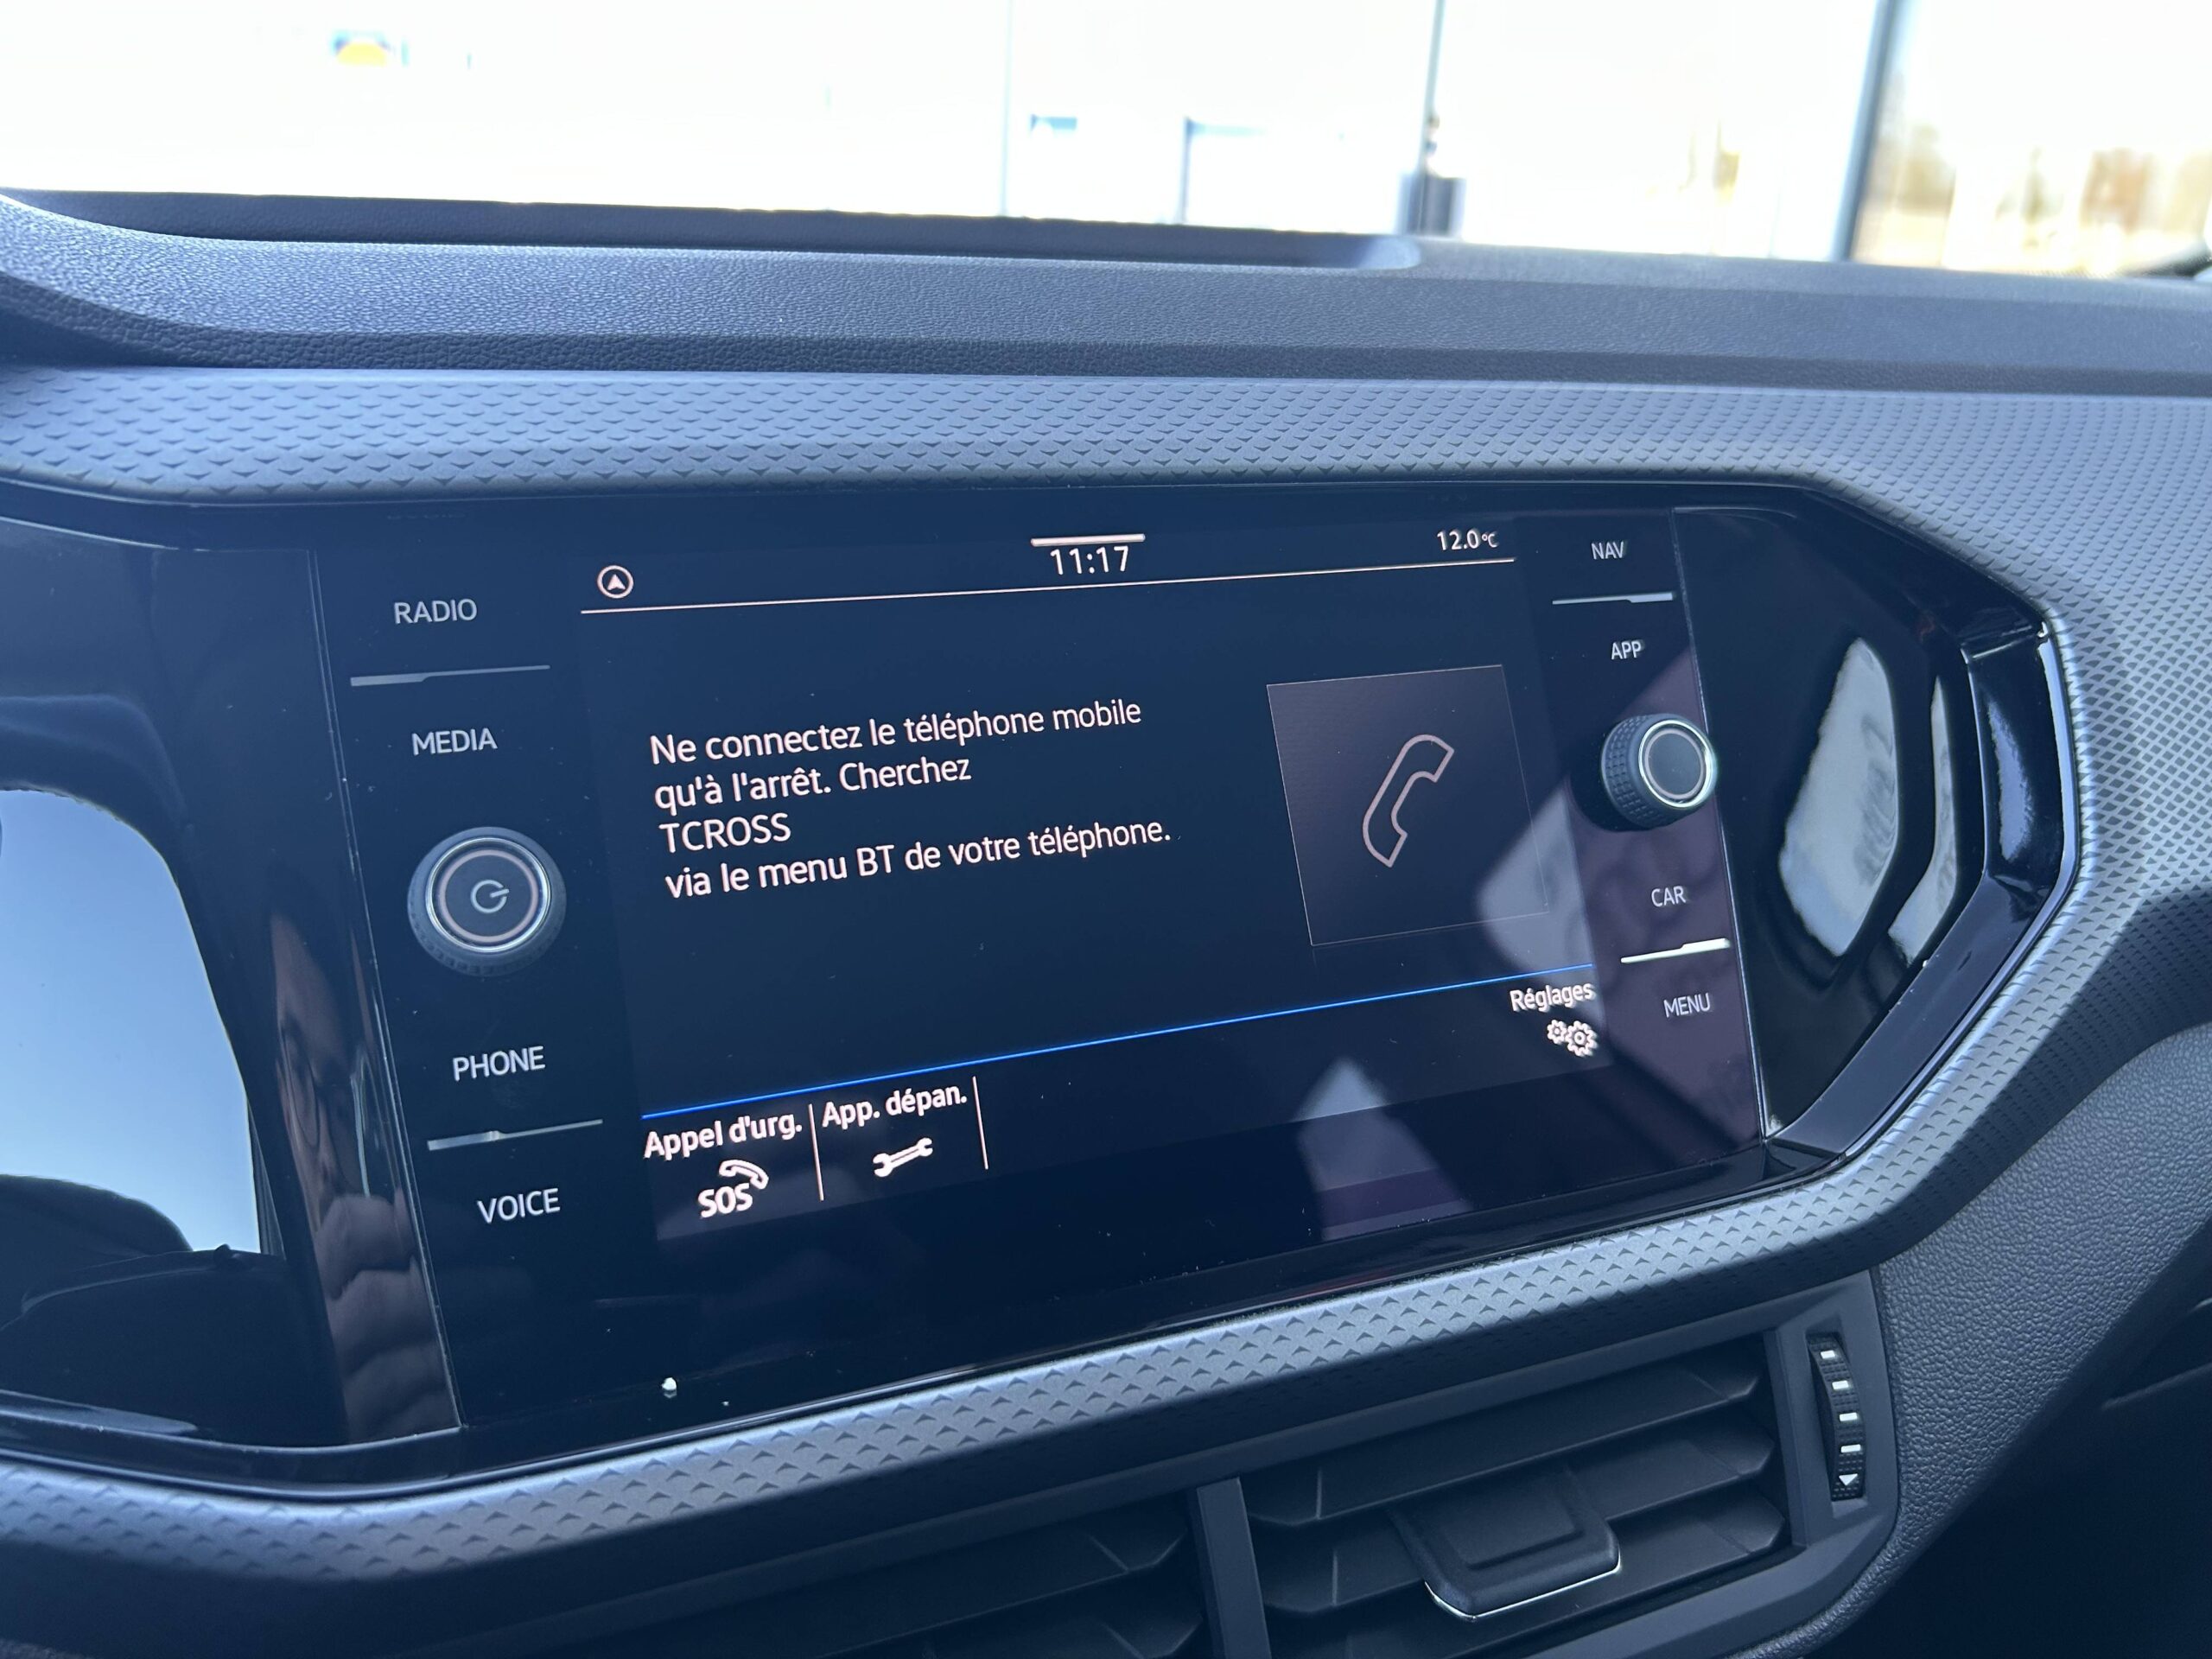 11:17
12.0°C
RADIO
MEDIA
PHONE
VOICE
Ne connectez le téléphone mobile
qu'à l'arrêt. Cherchez
TCROSS
via le menu BT de votre téléphone.
Réglages
Appel d'urg.
SOS
App. dépan.
NAV
APP
CAR
MENU